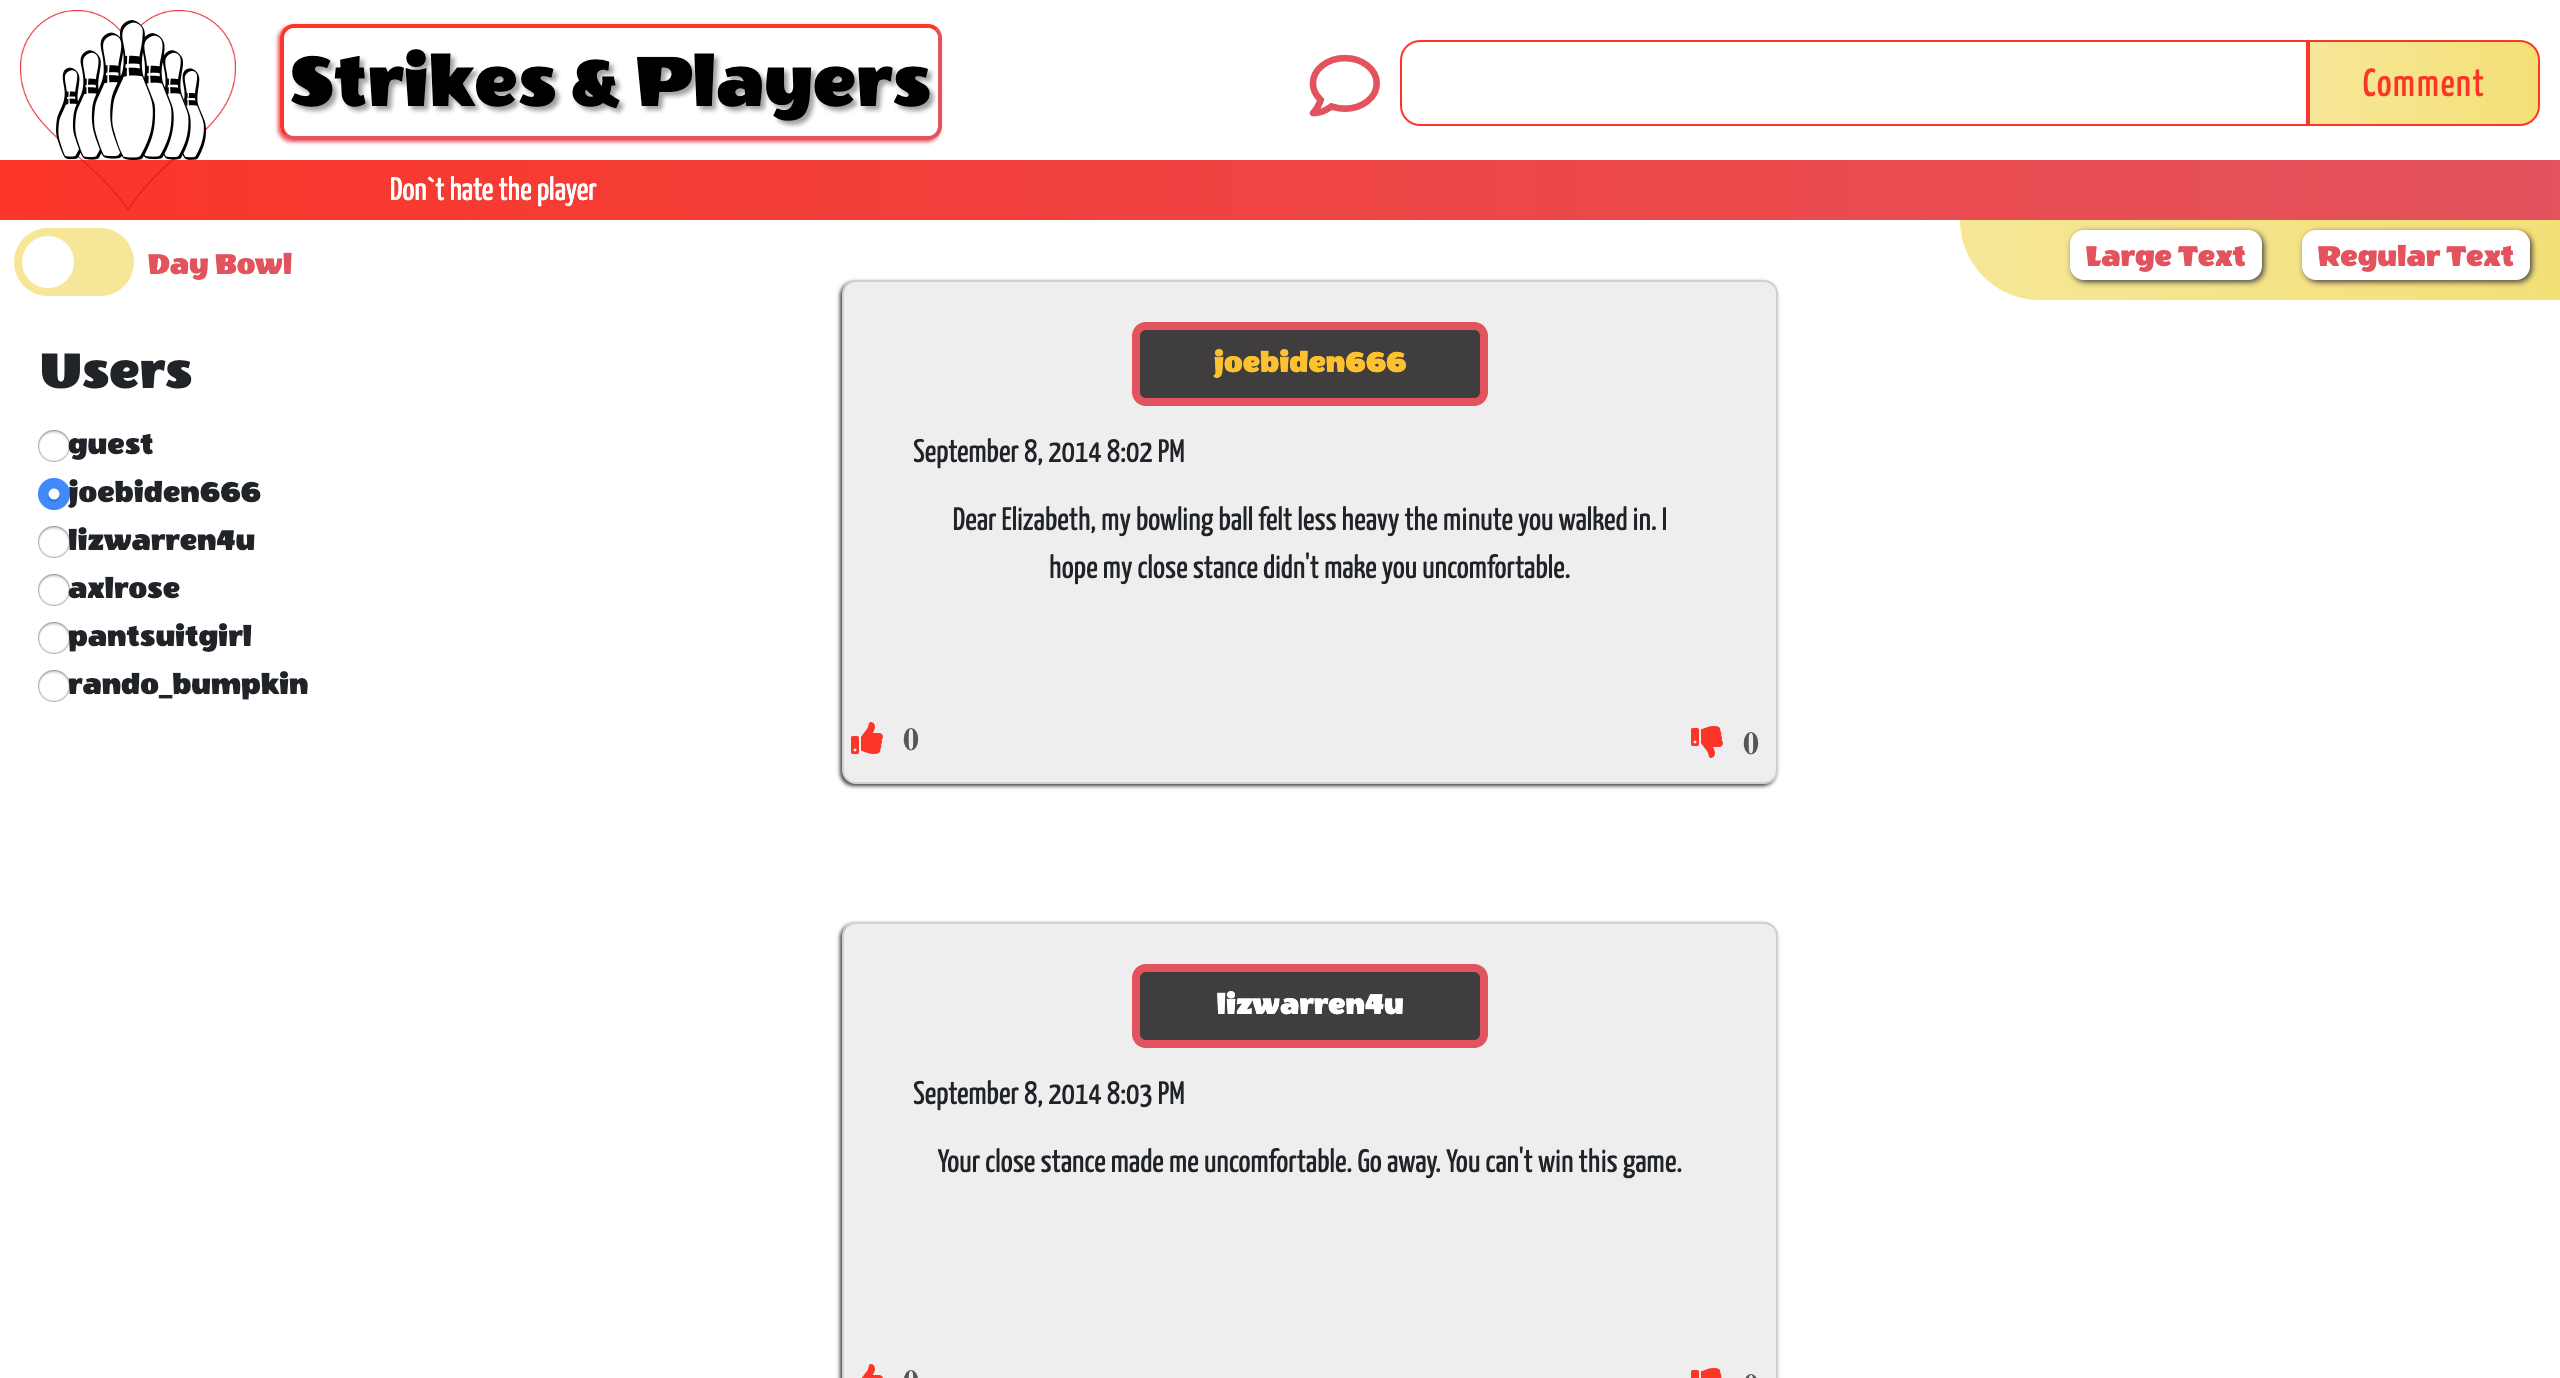 Strikes & Players
Comment
Don`t hate the player
Day Bowl
Large Text
Regular Text
Users
guest
joebiden666
lizwarren4u
axlrose
pantsuitgirl
rando_bumpkin
joebiden666
September 8, 2014 8:02 PM
Dear Elizabeth, my bowling ball felt less heavy the minute you walked in. I
hope my close stance didn't make you uncomfortable.
0
0
lizwarren4u
September 8, 2014 8:03 PM
Your close stance made me uncomfortable. Go away. You can't win this game.